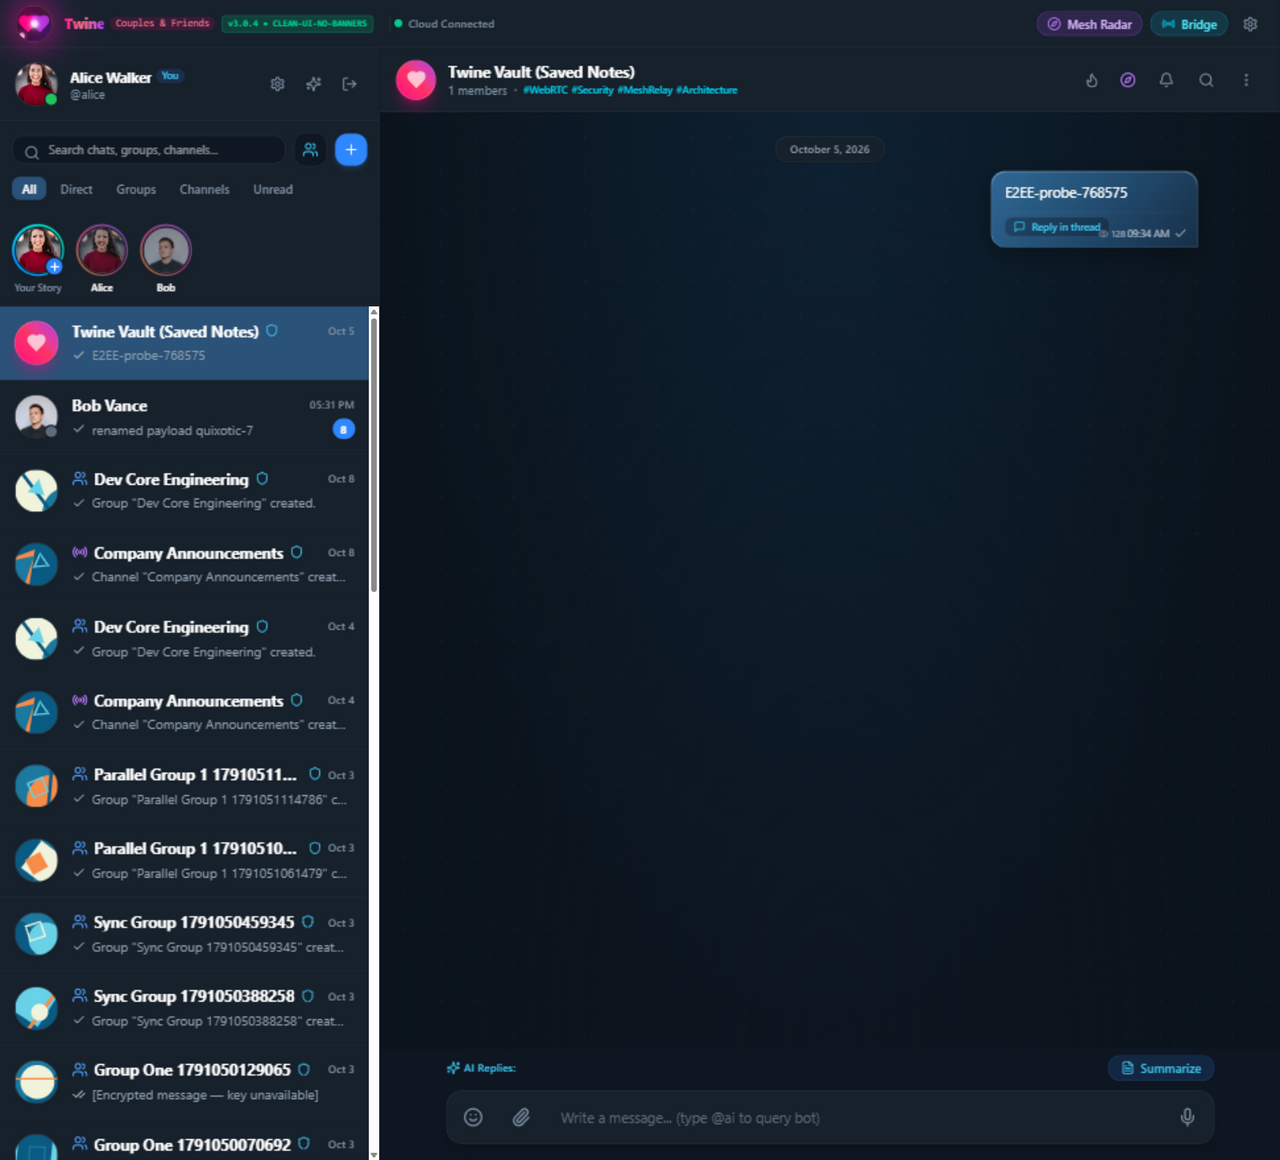 Twine Couples & Friends v3.0.4 • CLEAN-UI-NO-BANNERS Cloud Connected Mesh Radar Bridge
Alice Walker You
@alice
Twine Vault (Saved Notes)
1 members • #WebRTC #Security #MeshRelay #Architecture
Search chats, groups, channels...
All Direct Groups Channels Unread
Your Story Alice Bob
Twine Vault (Saved Notes) Oct 5
E2EE-probe-768575
Bob Vance 05:31 PM
renamed payload quixotic-7 8
Dev Core Engineering Oct 8
Group "Dev Core Engineering" created.
Company Announcements Oct 8
Channel "Company Announcements" creat...
Dev Core Engineering Oct 4
Group "Dev Core Engineering" created.
Company Announcements Oct 4
Channel "Company Announcements" creat...
Parallel Group 1 17910511... Oct 3
Group "Parallel Group 1 1791051114786" c...
Parallel Group 1 17910510... Oct 3
Group "Parallel Group 1 1791051061479" c...
Sync Group 1791050459345 Oct 3
Group "Sync Group 1791050459345" creat...
Sync Group 1791050388258 Oct 3
Group "Sync Group 1791050388258" creat...
Group One 1791050129065 Oct 3
[Encrypted message — key unavailable]
Group One 1791050070692 Oct 3
October 5, 2026
E2EE-probe-768575
Reply in thread 128 09:34 AM
AI Replies: Summarize
Write a message... (type @ai to query bot)